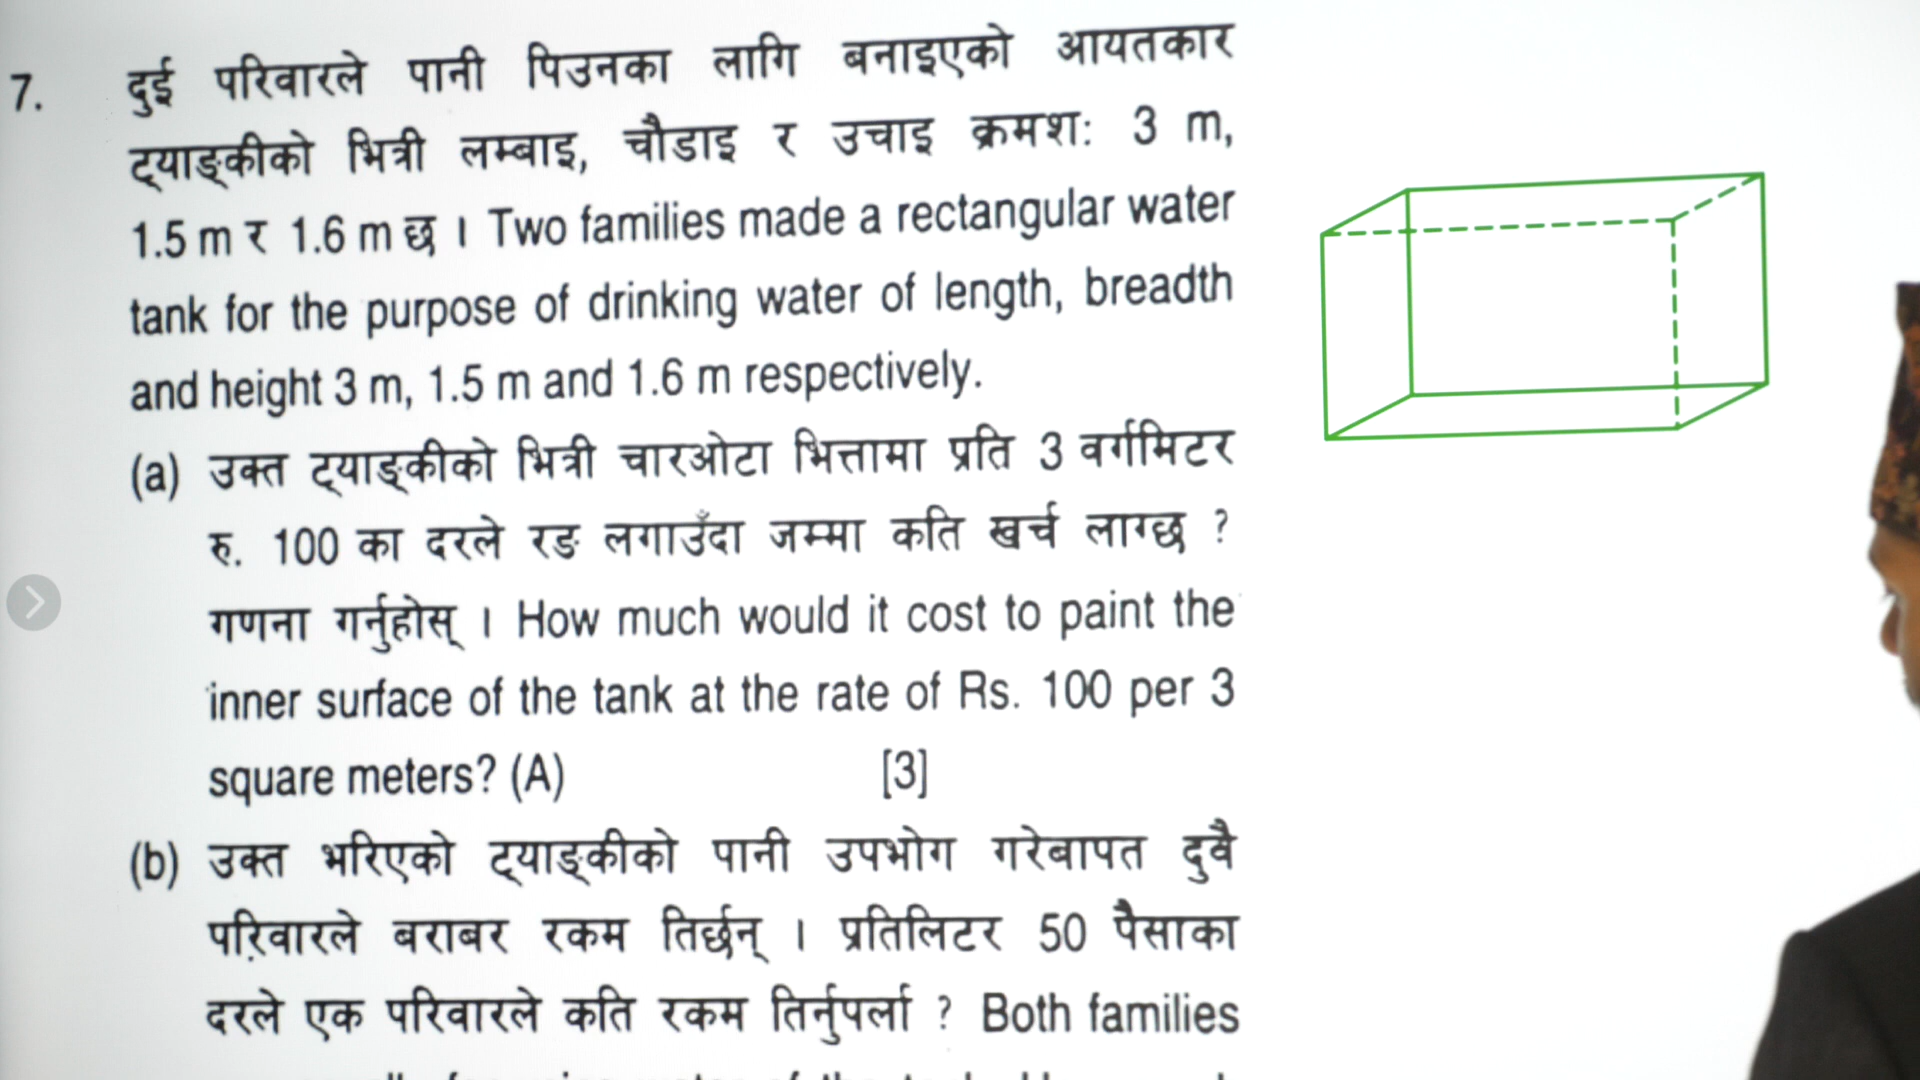 7. दुई परिवारले पानी पिउनका लागि बनाइएको आयतकार
ट्याङ्कीको भित्री लम्बाइ, चौडाइ र उचाइ क्रमशः 3 m,
1.5 m र 1.6 m छ । Two families made a rectangular water
tank for the purpose of drinking water of length, breadth
and height 3 m, 1.5 m and 1.6 m respectively.
(a) उक्त ट्याङ्कीको भित्री चारओटा भित्तामा प्रति 3 वर्गमिटर
रु. 100 का दरले रङ लगाउँदा जम्मा कति खर्च लाग्छ ?
गणना गर्नुहोस् । How much would it cost to paint the
inner surface of the tank at the rate of Rs. 100 per 3
square meters? (A) [3]
(b) उक्त भरिएको ट्याङ्कीको पानी उपभोग गरेबापत दुवै
परिवारले बराबर रकम तिर्छन् । प्रतिलिटर 50 पैसाका
दरले एक परिवारले कति रकम तिर्नुपर्ला ? Both families